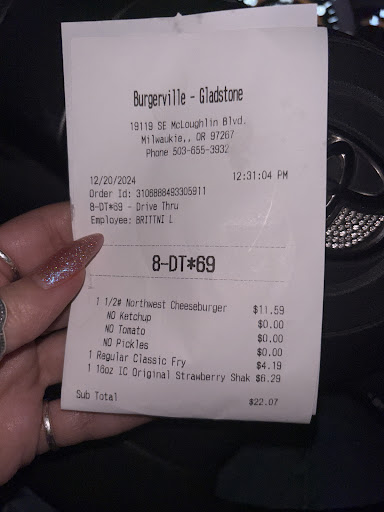 Burgerville - Gladstone
19119 SE McLoughlin Blvd.
Milwaukie,, OR 97267
Phone 503-655-3932
12/20/2024 12:31:04 PM
Order Id: 3108888493305911
8-DT*69 - Drive Thru
Employee: BRITTNI L
8-DT*69
1 1/2# Northwest Cheeseburger $11.59
NO Ketchup $0.00
NO Tomato $0.00
NO Pickles $0.00
1 Regular Classic Fry $4.19
1 16oz IC Original Strawberry Shak $6.29
Sub Total $22.07